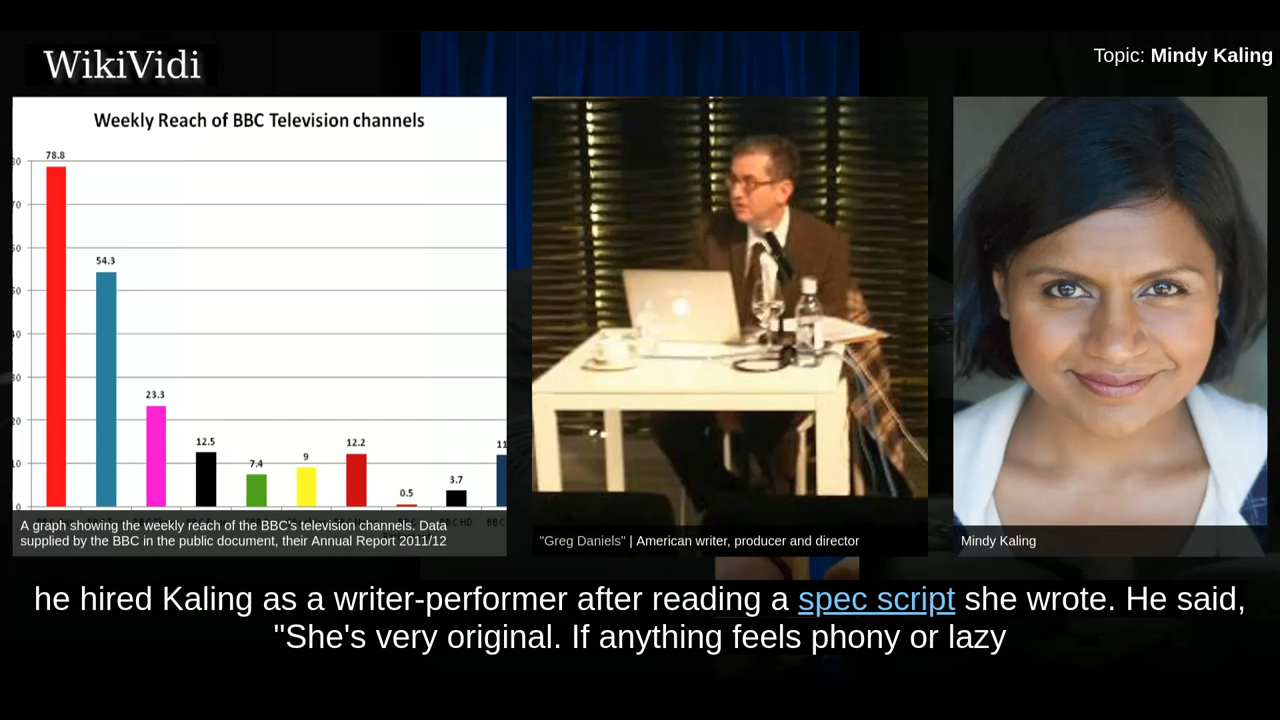 WikiVidi
Topic: Mindy Kaling
Weekly Reach of BBC Television channels
78.8
54.3
23.3
12.5
7.4
9
12.2
0.5
3.7
11
A graph showing the weekly reach of the BBC's television channels. Data
supplied by the BBC in the public document, their Annual Report 2011/12
"Greg Daniels" | American writer, producer and director
Mindy Kaling
he hired Kaling as a writer-performer after reading a spec script she wrote. He said,
"She's very original. If anything feels phony or lazy